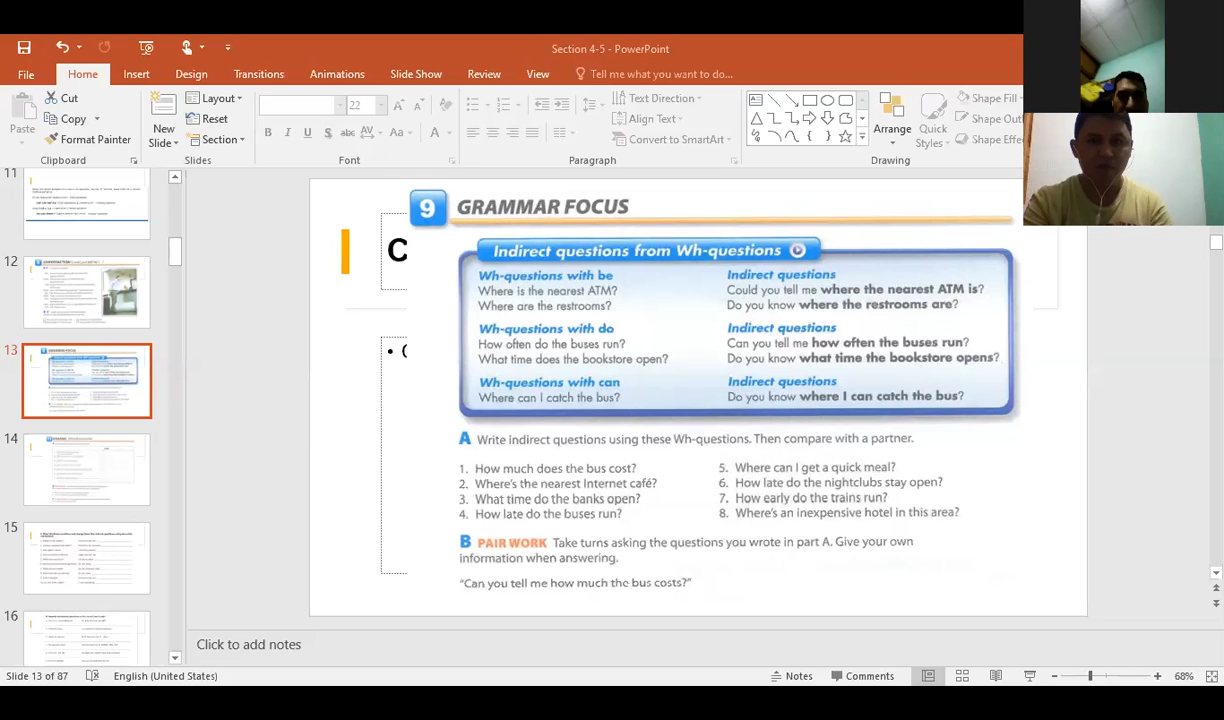 Section 4-5 - PowerPoint
File Home Insert Design Transitions Animations Slide Show Review View Tell me what you want to do...
Paste
Cut
Copy
Format Painter
Clipboard
New Slide
Layout
Reset
Section
Slides
22
Font
Text Direction
Align Text
Convert to SmartArt
Paragraph
Arrange
Quick Styles
Shape Fill
Shape Out
Shape Effe
Drawing
11
12
13
14
15
16
C
• C
9 GRAMMAR FOCUS
Indirect questions from Wh-questions
Wh-questions with be
Where is the nearest ATM?
Where are the restrooms?
Indirect questions
Could you tell me where the nearest ATM is?
Do you know where the restrooms are?
Wh-questions with do
How often do the buses run?
What time does the bookstore open?
Indirect questions
Can you tell me how often the buses run?
Do you know what time the bookstore opens?
Wh-questions with can
Where can I catch the bus?
Indirect questions
Do you know where I can catch the bus?
A Write indirect questions using these Wh-questions. Then compare with a partner.
1. How much does the bus cost?
2. Where's the nearest Internet café?
3. What time do the banks open?
4. How late do the buses run?
5. Where can I get a quick meal?
6. How late do the nightclubs stay open?
7. How early do the trains run?
8. Where's an inexpensive hotel in this area?
B PAIR WORK Take turns asking the questions you wrote in part A. Give your own
information when answering.
"Can you tell me how much the bus costs?"
Click to add notes
Slide 13 of 87 English (United States) Notes Comments 68%